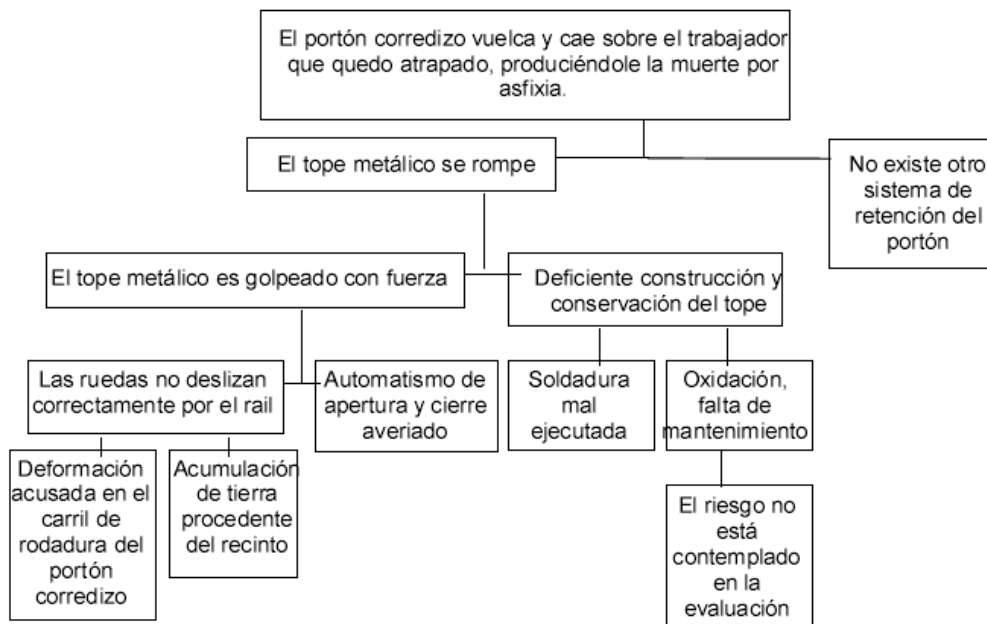 El portón corredizo vuelca y cae sobre el trabajador
que quedo atrapado, produciéndole la muerte por
asfixia.
El tope metálico se rompe
No existe otro
sistema de
retención del
portón
El tope metálico es golpeado con fuerza
Deficiente construcción y
conservación del tope
Las ruedas no deslizan
correctamente por el rail
Automatismo de
apertura y cierre
averiado
Soldadura
mal
ejecutada
Oxidación,
falta de
mantenimiento
Deformación
acusada en el
carril de
rodadura del
portón
corredizo
Acumulación
de tierra
procedente
del recinto
El riesgo no
está
contemplado
en la
evaluación